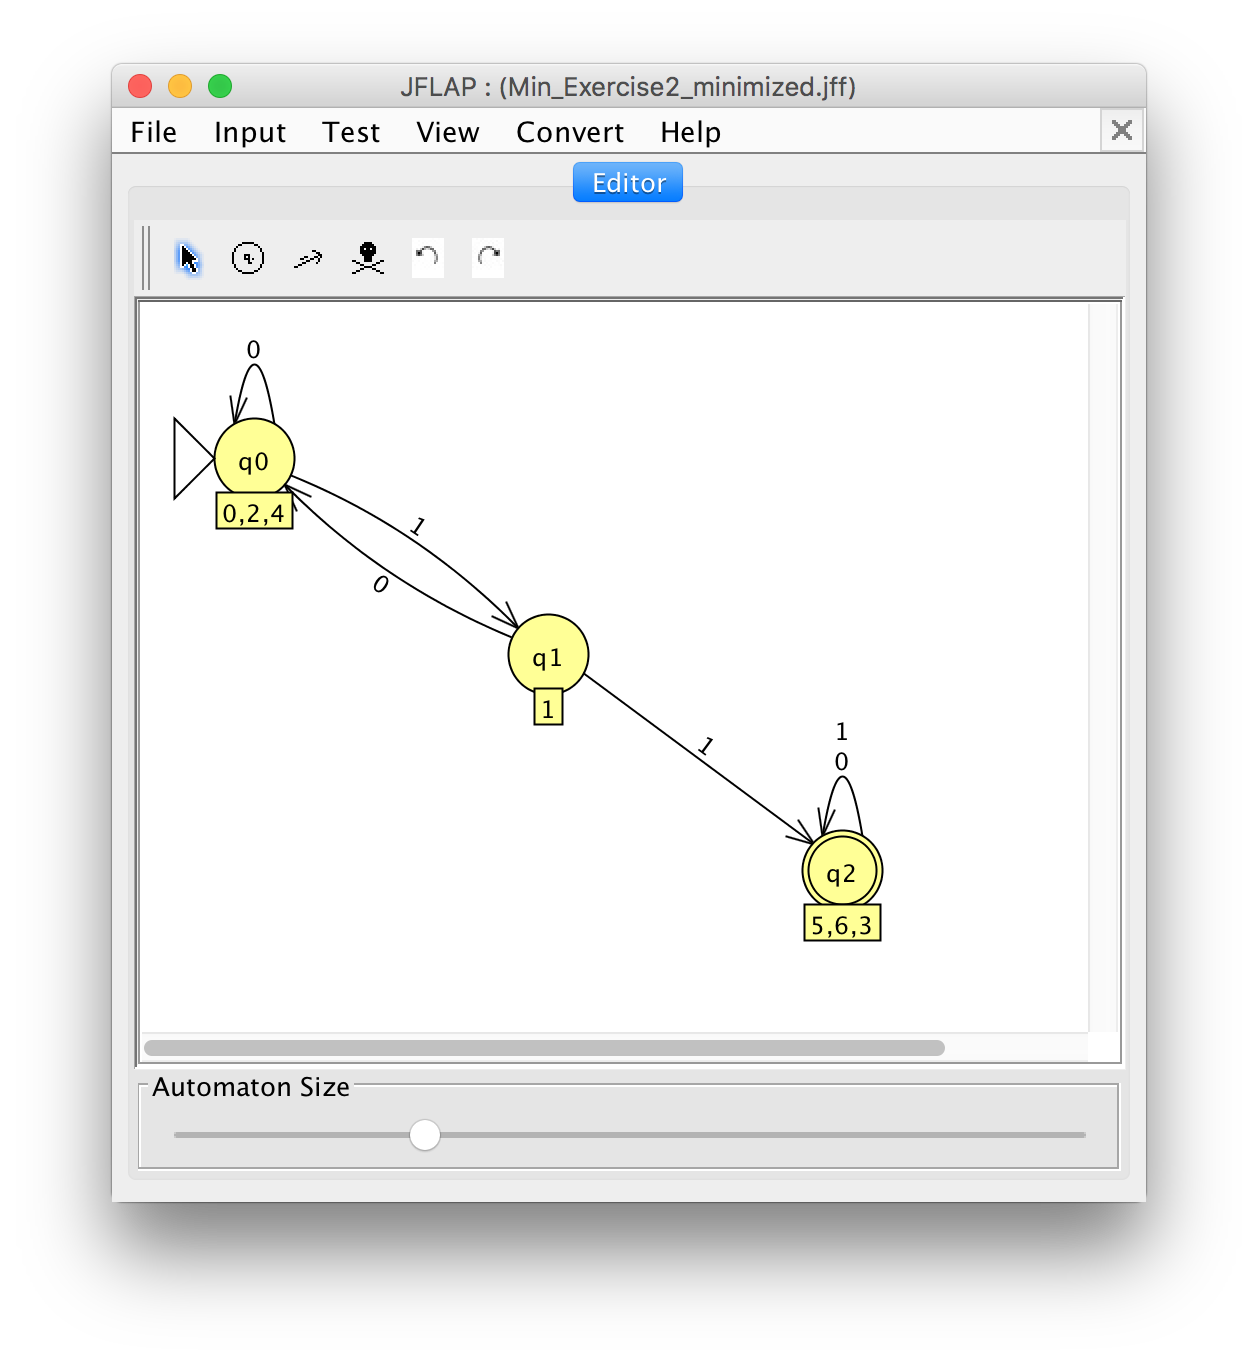 JFLAP : (Min_Exercise2_minimized.jff)
File Input Test View Convert Help
Editor
q
0
q0
0,2,4
1
0
q1
1
1
1
0
q2
5,6,3
Automaton Size